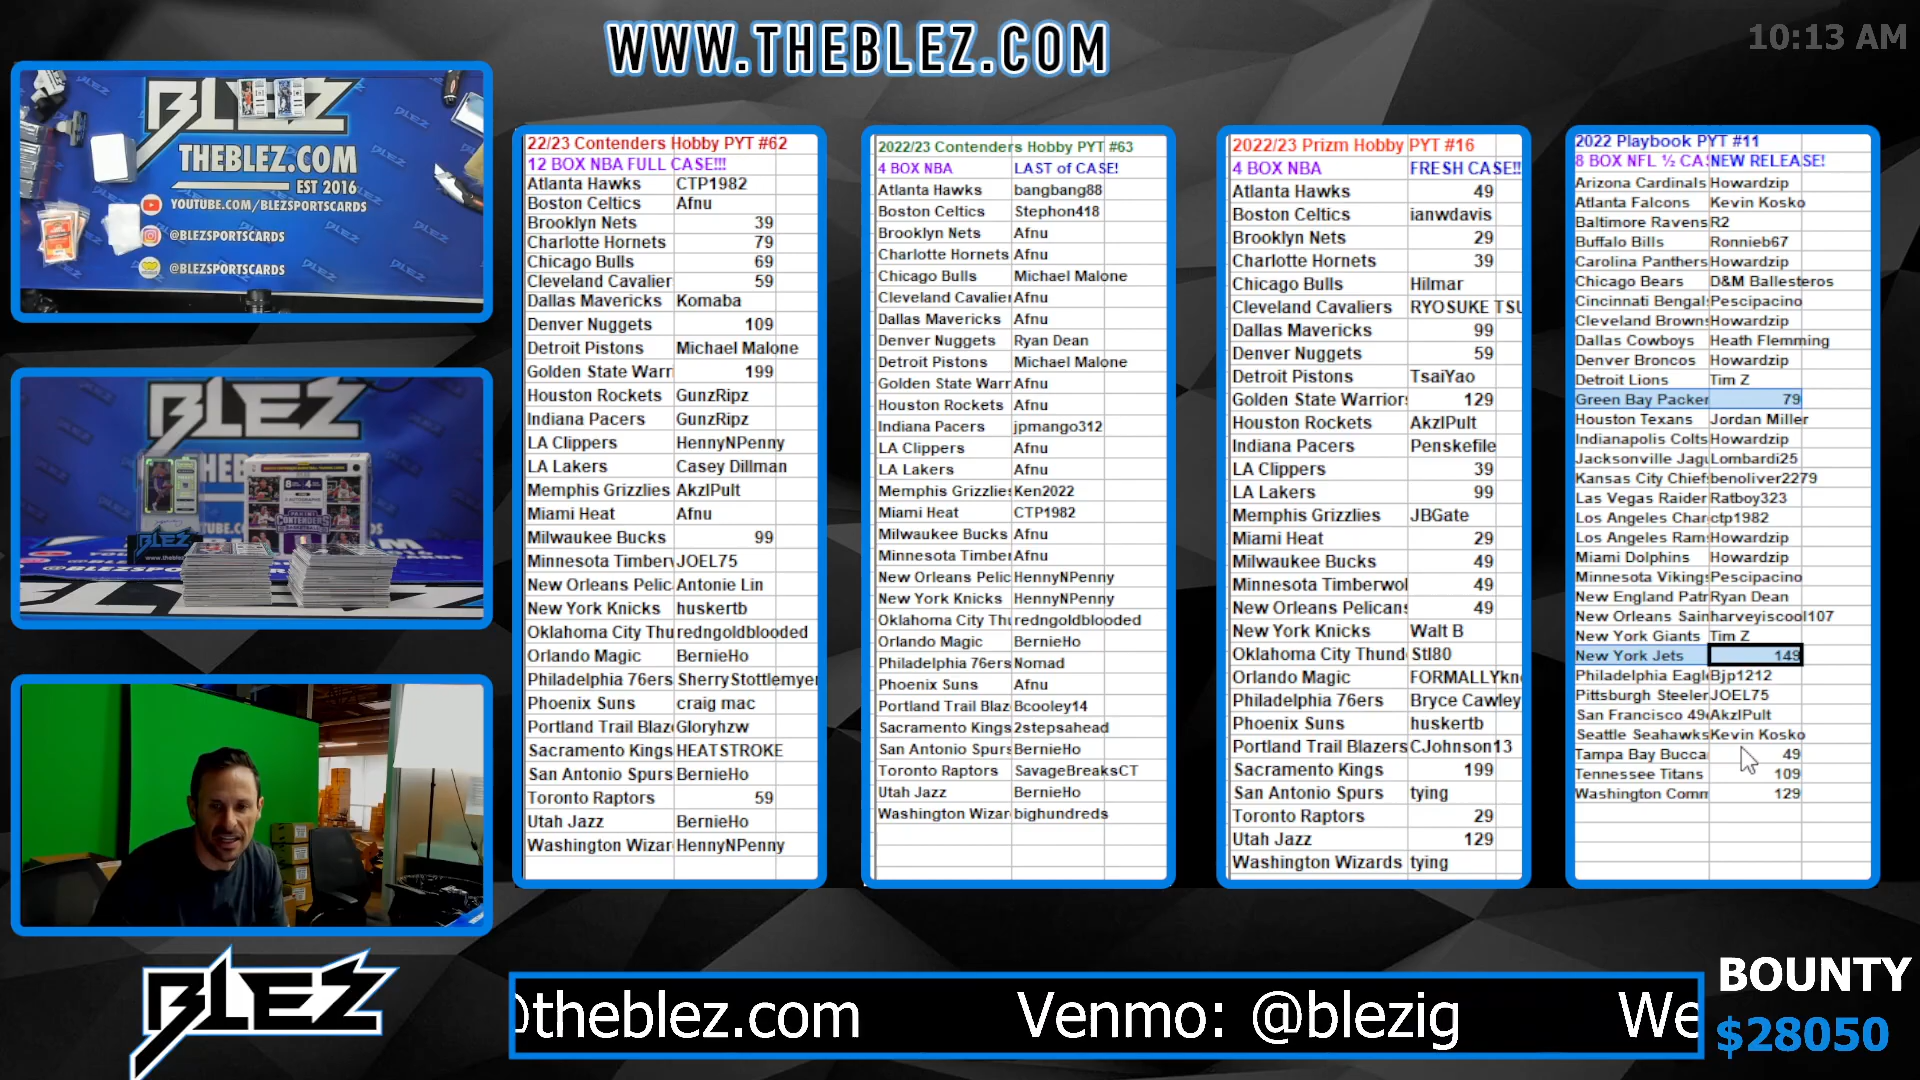 WWW.THEBLEZ.COM
10:13 AM
BLEZ
THEBLEZ.COM
EST 2016
YOUTUBE.COM/BLEZSPORTSCARDS
@BLEZSPORTSCARDS
@BLEZSPORTSCARDS
BLEZ
CONTENDERS
BLEZ
22/23 Contenders Hobby PYT #62
12 BOX NBA FULL CASE!!!
Atlanta Hawks CTP1982
Boston Celtics Afnu
Brooklyn Nets 39
Charlotte Hornets 79
Chicago Bulls 69
Cleveland Cavalier 59
Dallas Mavericks Komaba
Denver Nuggets 109
Detroit Pistons Michael Malone
Golden State Warr 199
Houston Rockets GunzRipz
Indiana Pacers GunzRipz
LA Clippers HennyNPenny
LA Lakers Casey Dillman
Memphis Grizzlies AkzlPult
Miami Heat Afnu
Milwaukee Bucks 99
Minnesota Timberv JOEL75
New Orleans Pelic Antonie Lin
New York Knicks huskertb
Oklahoma City Thu redngoldblooded
Orlando Magic BernieHo
Philadelphia 76ers SherryStottlemyer
Phoenix Suns craig mac
Portland Trail Blaz Gloryhzw
Sacramento Kings HEATSTROKE
San Antonio Spurs BernieHo
Toronto Raptors 59
Utah Jazz BernieHo
Washington Wizar HennyNPenny
2022/23 Contenders Hobby PYT #63
4 BOX NBA LAST of CASE!
Atlanta Hawks bangbang88
Boston Celtics Stephon418
Brooklyn Nets Afnu
Charlotte Hornets Afnu
Chicago Bulls Michael Malone
Cleveland Cavalier Afnu
Dallas Mavericks Afnu
Denver Nuggets Ryan Dean
Detroit Pistons Michael Malone
Golden State Warr Afnu
Houston Rockets Afnu
Indiana Pacers jpmango312
LA Clippers Afnu
LA Lakers Afnu
Memphis Grizzlies Ken2022
Miami Heat CTP1982
Milwaukee Bucks Afnu
Minnesota Timber Afnu
New Orleans Pelic HennyNPenny
New York Knicks HennyNPenny
Oklahoma City Thu redngoldblooded
Orlando Magic BernieHo
Philadelphia 76ers Nomad
Phoenix Suns Afnu
Portland Trail Blaz Bcooley14
Sacramento Kings 2stepsahead
San Antonio Spurs BernieHo
Toronto Raptors SavageBreaksCT
Utah Jazz BernieHo
Washington Wizar bighundreds
2022/23 Prizm Hobby PYT #16
4 BOX NBA FRESH CASE!!
Atlanta Hawks 49
Boston Celtics ianwdavis
Brooklyn Nets 29
Charlotte Hornets 39
Chicago Bulls Hilmar
Cleveland Cavaliers RYOSUKE TSU
Dallas Mavericks 99
Denver Nuggets 59
Detroit Pistons TsaiYao
Golden State Warriors 129
Houston Rockets AkzlPult
Indiana Pacers Penskefile
LA Clippers 39
LA Lakers 99
Memphis Grizzlies JBGate
Miami Heat 29
Milwaukee Bucks 49
Minnesota Timberwol 49
New Orleans Pelicans 49
New York Knicks Walt B
Oklahoma City Thund Stl80
Orlando Magic FORMALLYkn
Philadelphia 76ers Bryce Cawley
Phoenix Suns huskertb
Portland Trail Blazers CJohnson13
Sacramento Kings 199
San Antonio Spurs tying
Toronto Raptors 29
Utah Jazz 129
Washington Wizards tying
2022 Playbook PYT #11
8 BOX NFL ½ CAS NEW RELEASE!
Arizona Cardinals Howardzip
Atlanta Falcons Kevin Kosko
Baltimore Ravens R2
Buffalo Bills Ronnieb67
Carolina Panthers Howardzip
Chicago Bears D&M Ballesteros
Cincinnati Bengals Pescipacino
Cleveland Browns Howardzip
Dallas Cowboys Heath Flemming
Denver Broncos Howardzip
Detroit Lions Tim Z
Green Bay Packer 79
Houston Texans Jordan Miller
Indianapolis Colts Howardzip
Jacksonville Jagu Lombardi25
Kansas City Chiefs benoliver2279
Las Vegas Raider Ratboy323
Los Angeles Char ctp1982
Los Angeles Rams Howardzip
Miami Dolphins Howardzip
Minnesota Vikings Pescipacino
New England Patr Ryan Dean
New Orleans Sain harveyiscool107
New York Giants Tim Z
New York Jets 149
Philadelphia Eagl Bjp1212
Pittsburgh Steeler JOEL75
San Francisco 49e AkzlPult
Seattle Seahawks Kevin Kosko
Tampa Bay Bucca 49
Tennessee Titans 109
Washington Comm 129
@theblez.com Venmo: @blezig We
BOUNTY
$28050